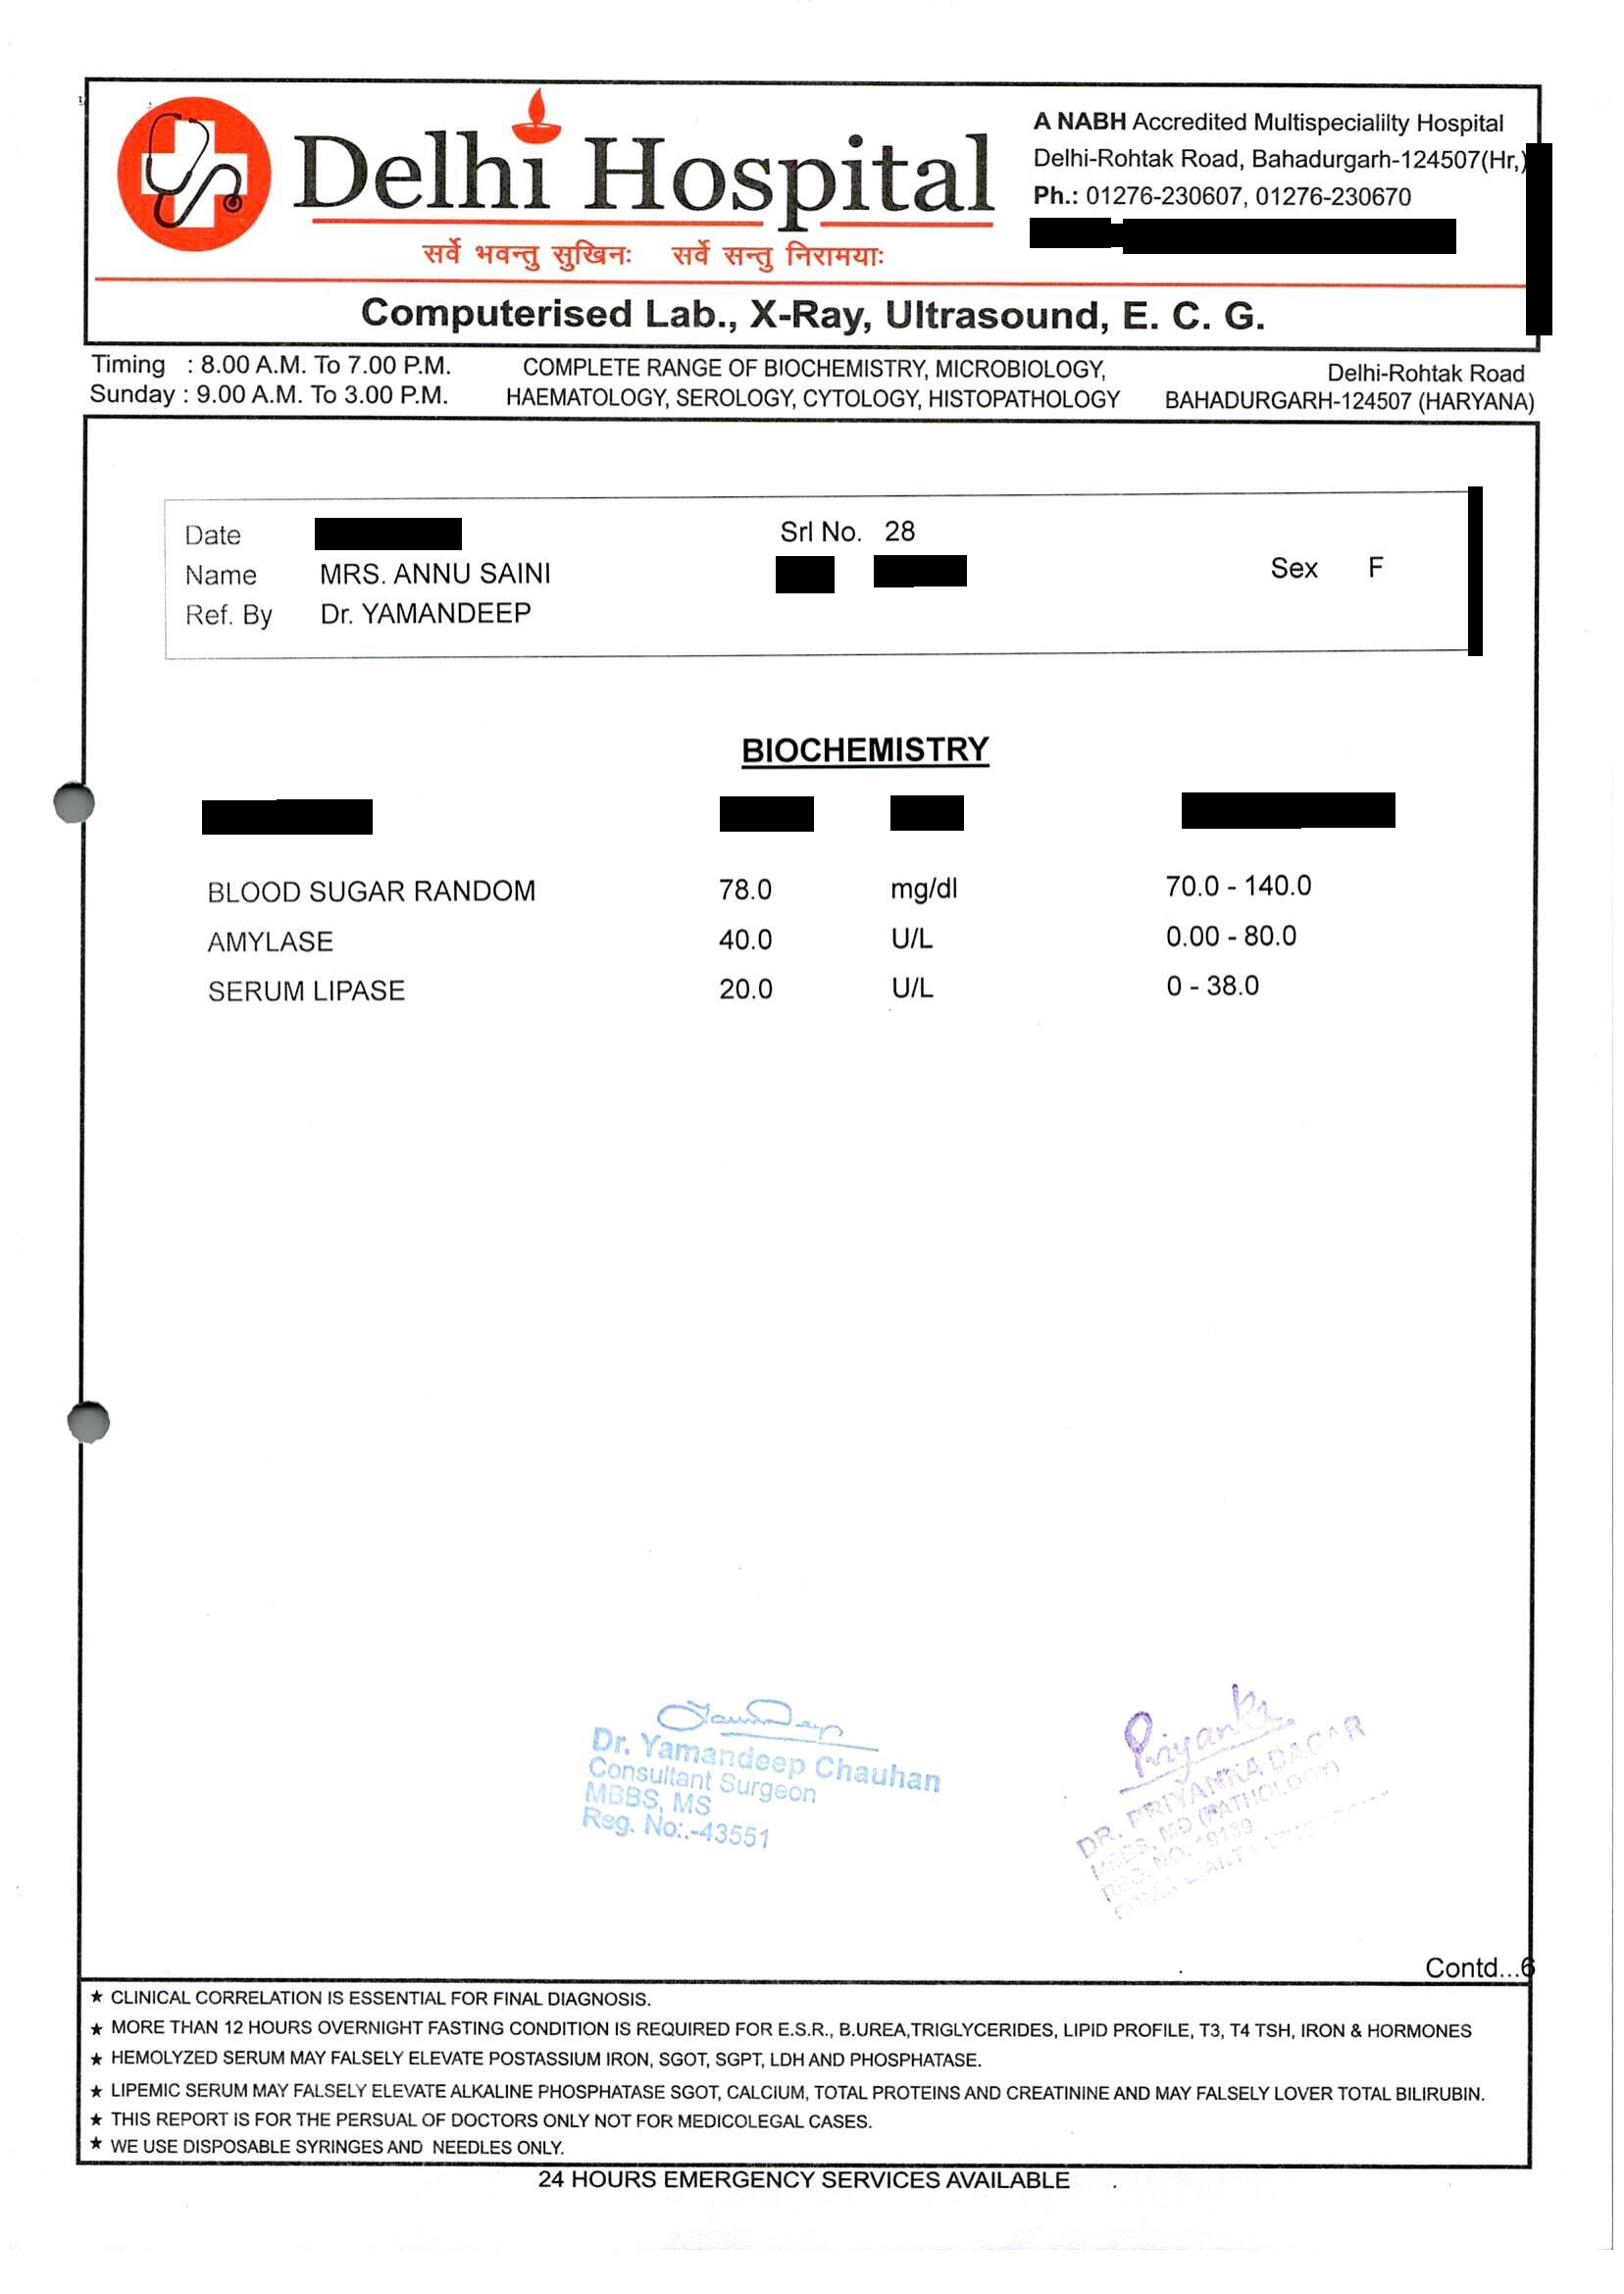 Delhi Hospital
सर्वे भवन्तु सुखिनः सर्वे सन्तु निरामयाः
A NABH Accredited Multispecialilty Hospital
Delhi-Rohtak Road, Bahadurgarh-124507(Hr,)
Ph.: 01276-230607, 01276-230670
Computerised Lab., X-Ray, Ultrasound, E. C. G.
Timing : 8.00 A.M. To 7.00 P.M.
Sunday : 9.00 A.M. To 3.00 P.M.
COMPLETE RANGE OF BIOCHEMISTRY, MICROBIOLOGY,
HAEMATOLOGY, SEROLOGY, CYTOLOGY, HISTOPATHOLOGY
Delhi-Rohtak Road
BAHADURGARH-124507 (HARYANA)
Date Srl No. 28
Name MRS. ANNU SAINI Sex F
Ref. By Dr. YAMANDEEP
BIOCHEMISTRY
BLOOD SUGAR RANDOM 78.0 mg/dl 70.0 - 140.0
AMYLASE 40.0 U/L 0.00 - 80.0
SERUM LIPASE 20.0 U/L 0 - 38.0
Dr. Yamandeep Chauhan
Consultant Surgeon
MBBS, MS
Reg. No:.-43551
Priyanka
DR. PRIYANKA DAGAR
MBBS, MD (PATHOLOGY)
REG. NO.
Contd...6
★ CLINICAL CORRELATION IS ESSENTIAL FOR FINAL DIAGNOSIS.
★ MORE THAN 12 HOURS OVERNIGHT FASTING CONDITION IS REQUIRED FOR E.S.R., B.UREA,TRIGLYCERIDES, LIPID PROFILE, T3, T4 TSH, IRON & HORMONES
★ HEMOLYZED SERUM MAY FALSELY ELEVATE POSTASSIUM IRON, SGOT, SGPT, LDH AND PHOSPHATASE.
★ LIPEMIC SERUM MAY FALSELY ELEVATE ALKALINE PHOSPHATASE SGOT, CALCIUM, TOTAL PROTEINS AND CREATININE AND MAY FALSELY LOVER TOTAL BILIRUBIN.
★ THIS REPORT IS FOR THE PERSUAL OF DOCTORS ONLY NOT FOR MEDICOLEGAL CASES.
★ WE USE DISPOSABLE SYRINGES AND NEEDLES ONLY.
24 HOURS EMERGENCY SERVICES AVAILABLE